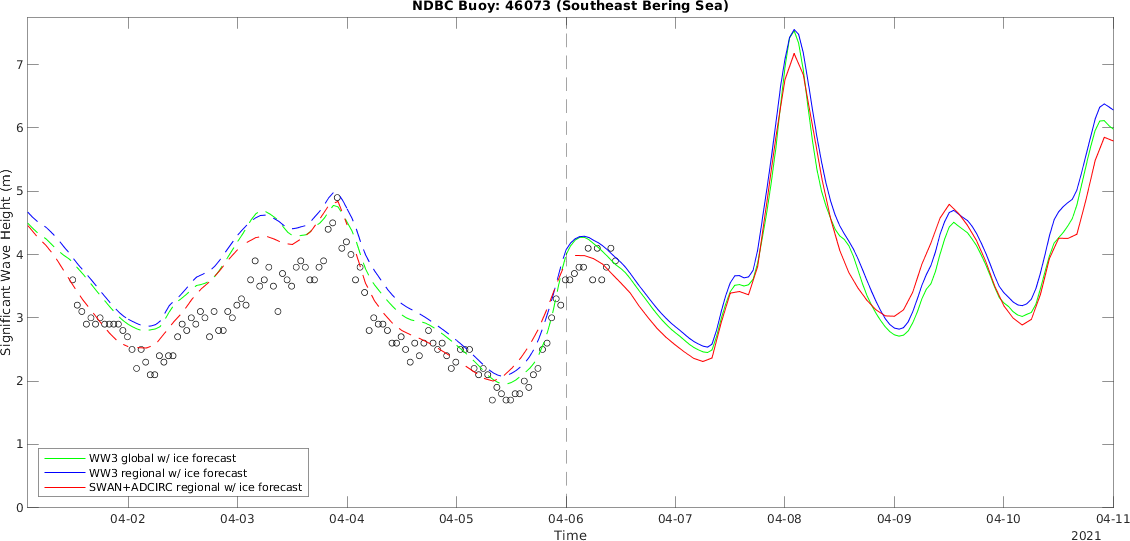 NDBC Buoy: 46073 (Southeast Bering Sea)
Significant Wave Height (m)
7
6
5
4
3
2
1
0
WW3 global w/ ice forecast
WW3 regional w/ ice forecast
SWAN+ADCIRC regional w/ ice forecast
04-02 04-03 04-04 04-05 04-06 04-07 04-08 04-09 04-10 04-11
Time
2021